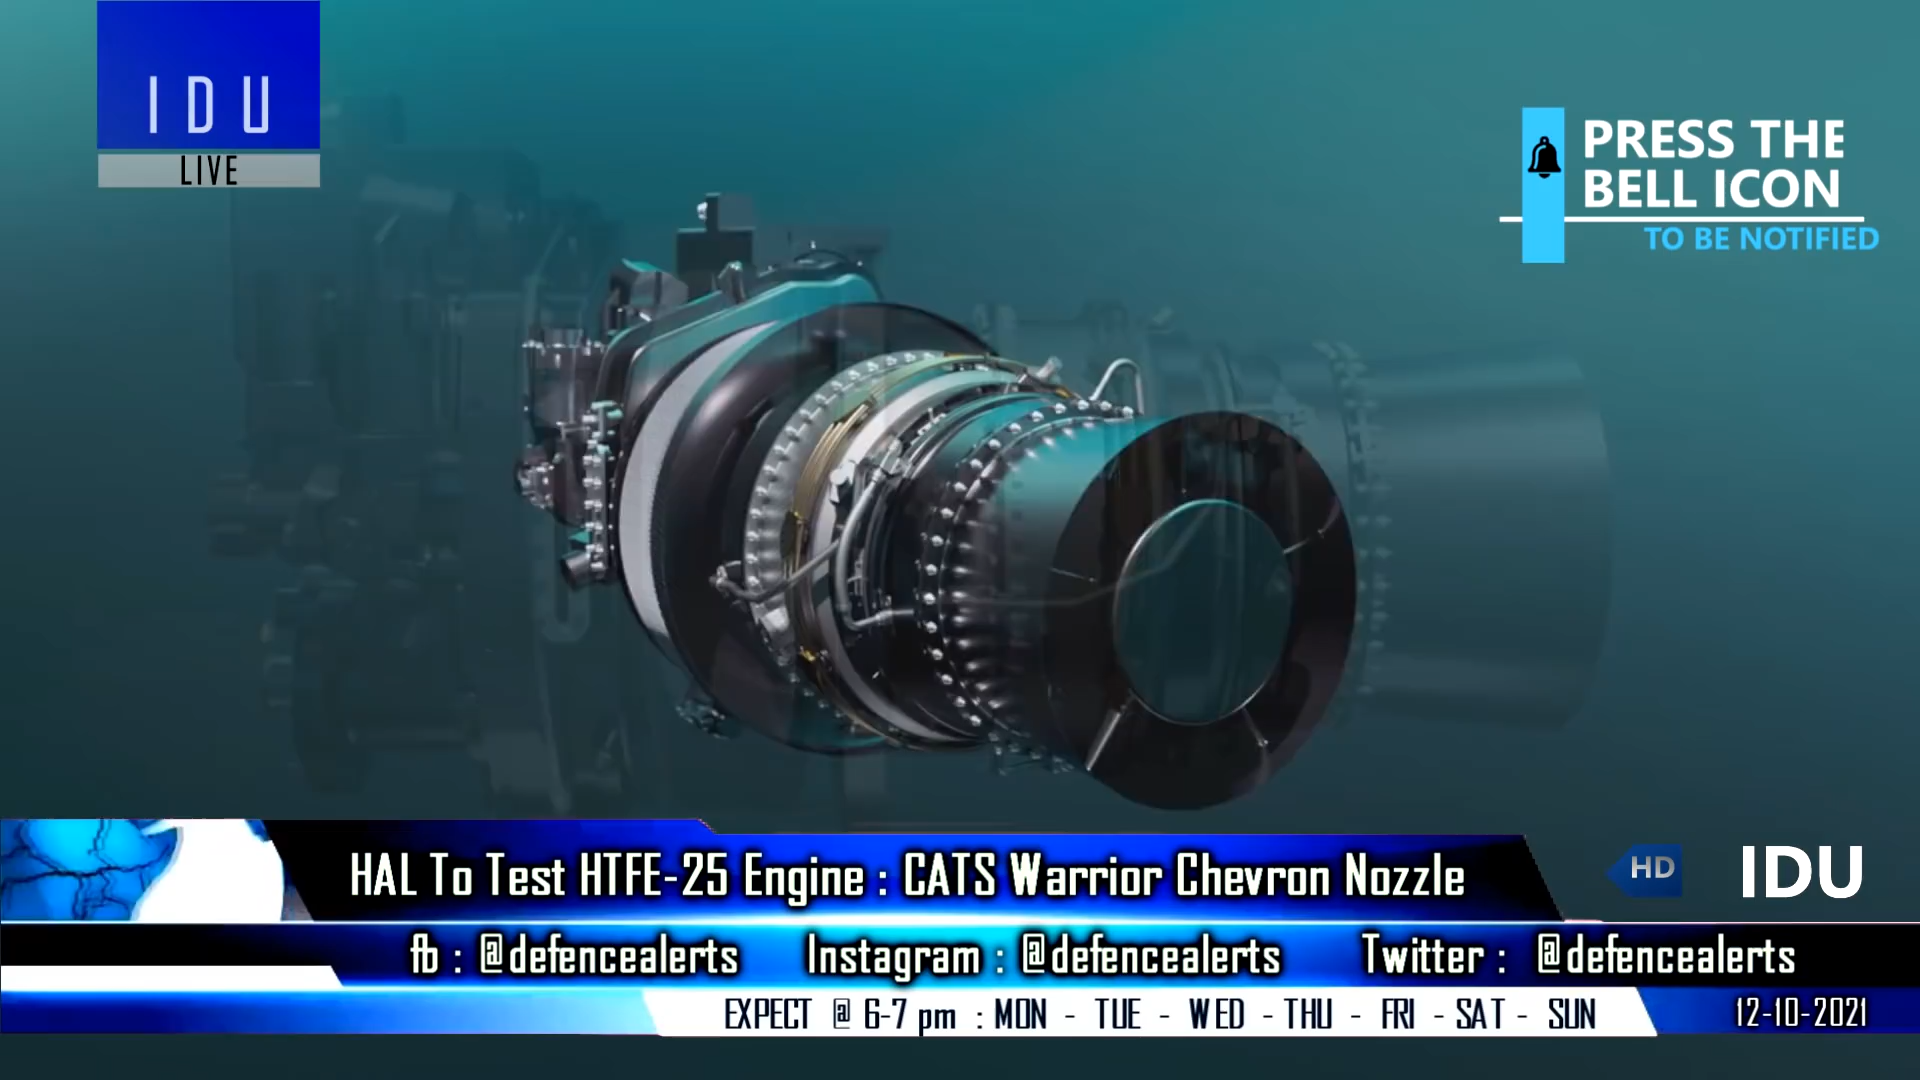 IDU
LIVE
PRESS THE
BELL ICON
TO BE NOTIFIED
HAL To Test HTFE-25 Engine : CATS Warrior Chevron Nozzle
HD
IDU
fb : @defencealerts Instagram : @defencealerts Twitter : @defencealerts
EXPECT @ 6-7 pm : MON - TUE - WED - THU - FRI - SAT - SUN
12-10-2021